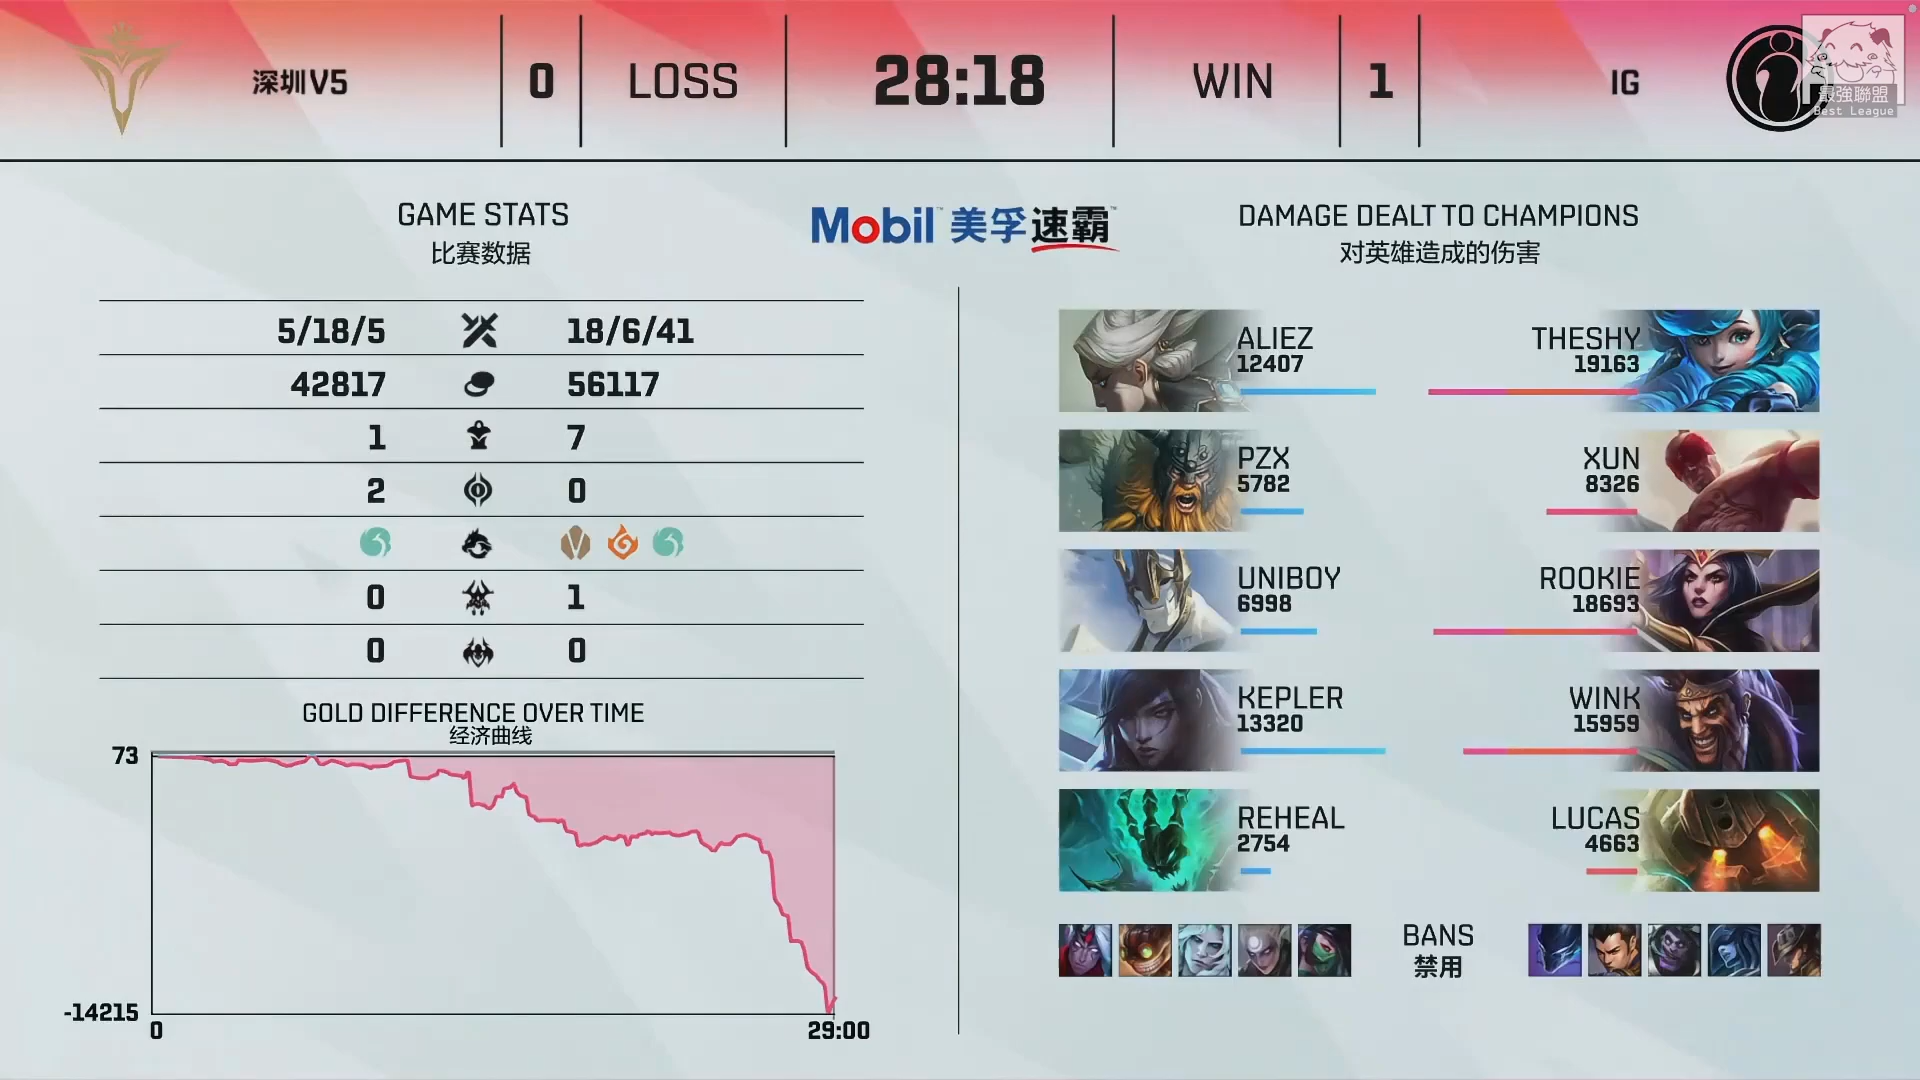 深圳V5
0
LOSS
28:18
WIN
1
IG
最強聯盟
Best League
GAME STATS
比赛数据
Mobil 美孚速霸
DAMAGE DEALT TO CHAMPIONS
对英雄造成的伤害
5/18/5 18/6/41
42817 56117
1 7
2 0
0 1
0 0
GOLD DIFFERENCE OVER TIME
经济曲线
73
-14215
0
29:00
ALIEZ
12407
THESHY
19163
PZX
5782
XUN
8326
UNIBOY
6998
ROOKIE
18693
KEPLER
13320
WINK
15959
REHEAL
2754
LUCAS
4663
BANS
禁用